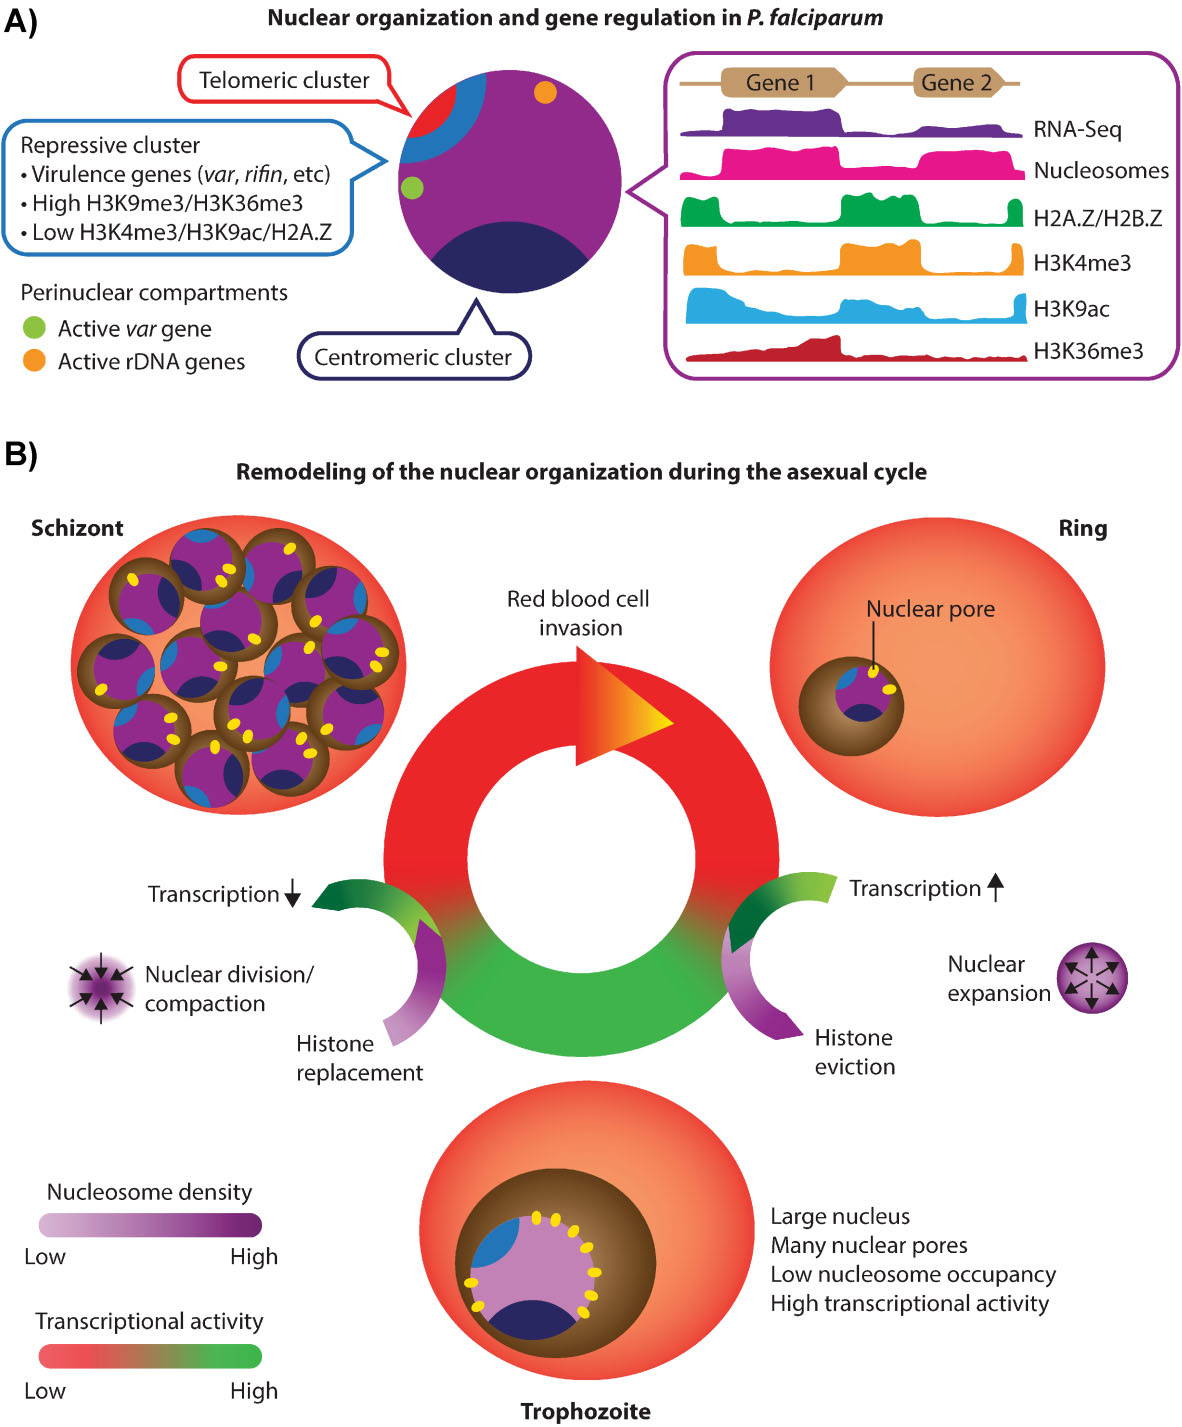 A)
Nuclear organization and gene regulation in P. falciparum
Telomeric cluster
Repressive cluster
• Virulence genes (var, rifin, etc)
• High H3K9me3/H3K36me3
• Low H3K4me3/H3K9ac/H2A.Z
Perinuclear compartments
Active var gene
Active rDNA genes
Centromeric cluster
Gene 1
Gene 2
RNA-Seq
Nucleosomes
H2A.Z/H2B.Z
H3K4me3
H3K9ac
H3K36me3
B)
Remodeling of the nuclear organization during the asexual cycle
Schizont
Ring
Red blood cell
invasion
Nuclear pore
Transcription
Transcription
Nuclear division/
compaction
Nuclear
expansion
Histone
replacement
Histone
eviction
Nucleosome density
Low
High
Transcriptional activity
Low
High
Large nucleus
Many nuclear pores
Low nucleosome occupancy
High transcriptional activity
Trophozoite